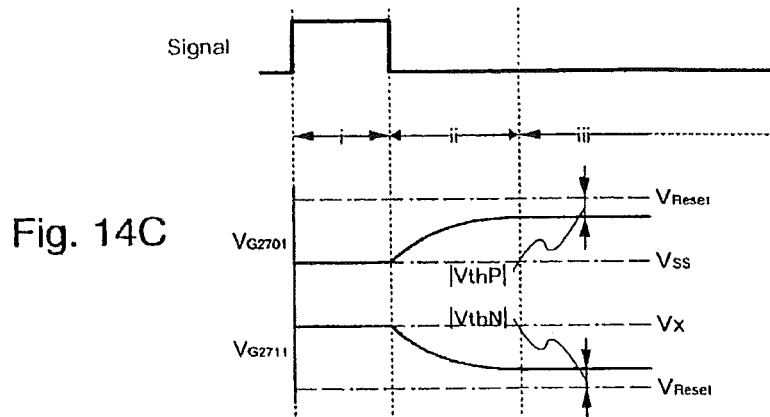 Signal
i ii iii
VReset
VG2701
VSS
|VthP|
Fig. 14C
|VthN|
VX
VG2711
VReset